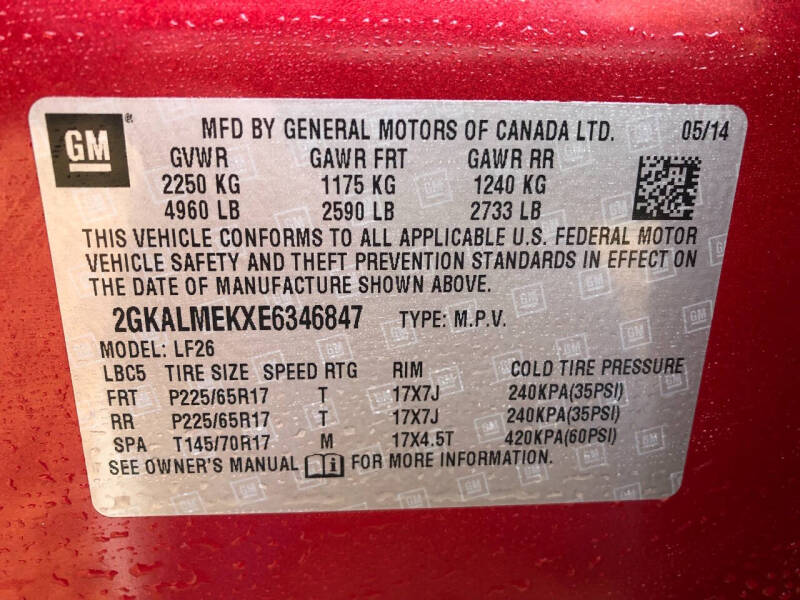 GM ® MFD BY GENERAL MOTORS OF CANADA LTD. 05/14
GVWR GAWR FRT GAWR RR
2250 KG 1175 KG 1240 KG
4960 LB 2590 LB 2733 LB
THIS VEHICLE CONFORMS TO ALL APPLICABLE U.S. FEDERAL MOTOR
VEHICLE SAFETY AND THEFT PREVENTION STANDARDS IN EFFECT ON
THE DATE OF MANUFACTURE SHOWN ABOVE.
2GKALMEKXE6346847 TYPE: M.P.V.
MODEL: LF26
LBC5 TIRE SIZE SPEED RTG RIM COLD TIRE PRESSURE
FRT P225/65R17 T 17X7J 240KPA(35PSI)
RR P225/65R17 T 17X7J 240KPA(35PSI)
SPA T145/70R17 M 17X4.5T 420KPA(60PSI)
SEE OWNER'S MANUAL FOR MORE INFORMATION.